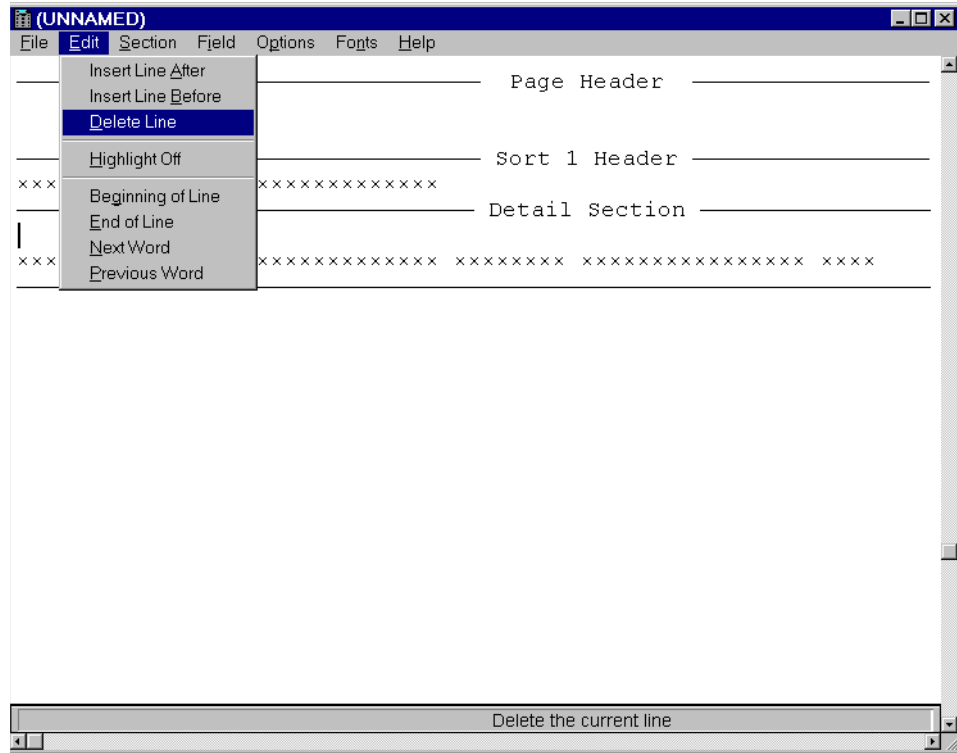 (UNNAMED)
File Edit Section Field Options Fonts Help
Insert Line After
Insert Line Before
Delete Line
Highlight Off
Beginning of Line
End of Line
Next Word
Previous Word
Page Header
Sort 1 Header
××× ×××××××××××××
Detail Section
××× ××××××××××××× ×××××××× ×××××××××××××××× ××××
Delete the current line